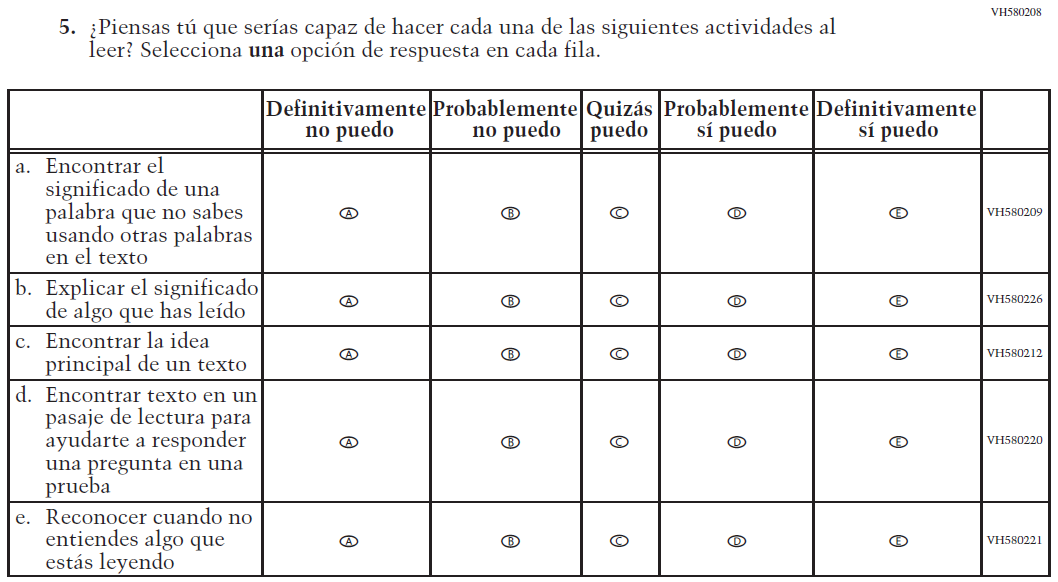 VH580208
5. ¿Piensas tú que serías capaz de hacer cada una de las siguientes actividades al
leer? Selecciona una opción de respuesta en cada fila.
Definitivamente no puedo Probablemente no puedo Quizás puedo Probablemente sí puedo Definitivamente sí puedo
a. Encontrar el
significado de una
palabra que no sabes
usando otras palabras
en el texto
A B C D E VH580209
b. Explicar el significado
de algo que has leído
A B C D E VH580226
c. Encontrar la idea
principal de un texto
A B C D E VH580212
d. Encontrar texto en un
pasaje de lectura para
ayudarte a responder
una pregunta en una
prueba
A B C D E VH580220
e. Reconocer cuando no
entiendes algo que
estás leyendo
A B C D E VH580221